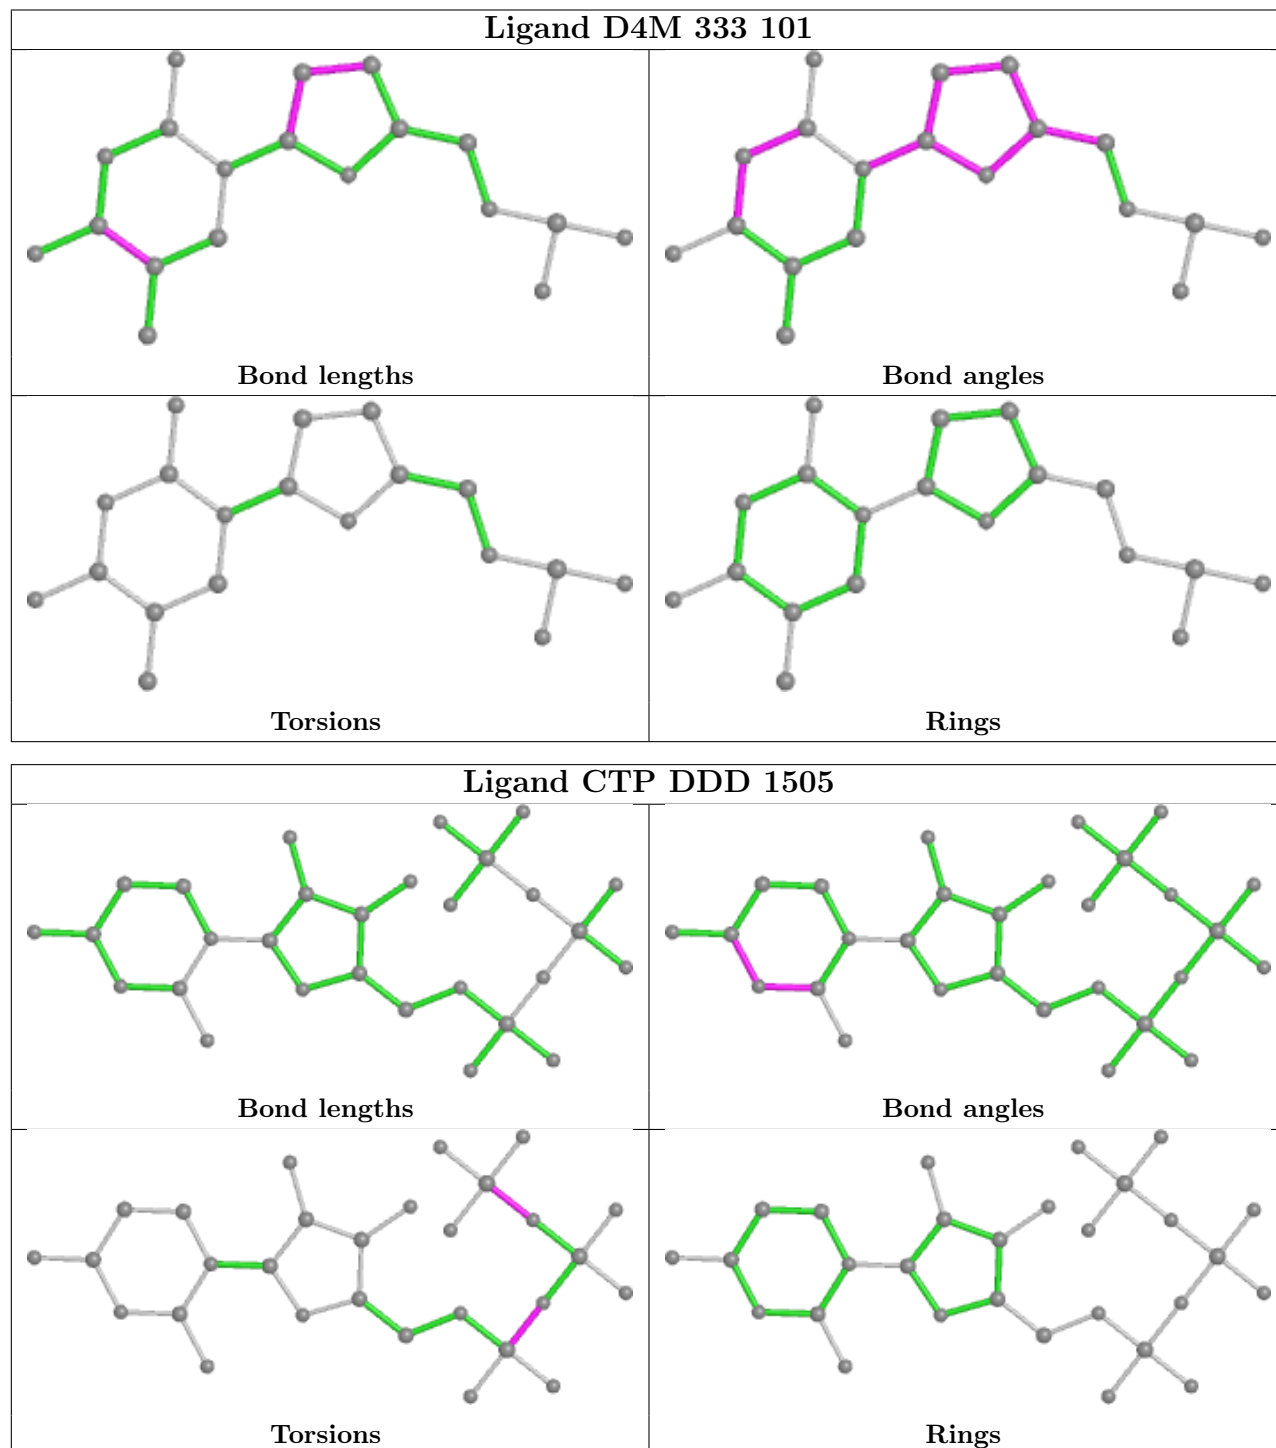 Ligand D4M 333 101
Bond lengths
Bond angles
Torsions
Rings
Ligand CTP DDD 1505
Bond lengths
Bond angles
Torsions
Rings